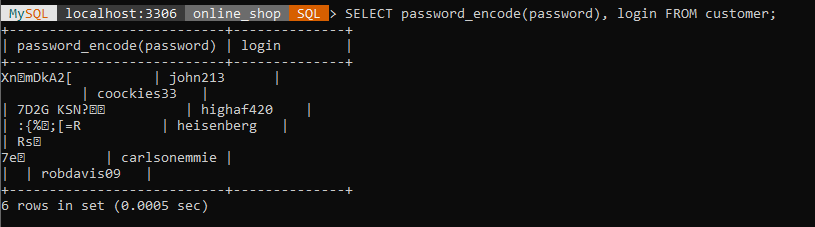 MySQL localhost:3306 online_shop SQL > SELECT password_encode(password), login FROM customer;
+---------------------------+--------------+
| password_encode(password) | login        |
+---------------------------+--------------+
Xn⍰mDkA2[          | john213      |
          | coockies33   |
| 7D2G KSN?⍰⍰          | highaf420    |
| :{%⍰;[=R          | heisenberg   |
| Rs⍰
7e⍰          | carlsonemmie |
|  | robdavis09   |
+---------------------------+--------------+
6 rows in set (0.0005 sec)